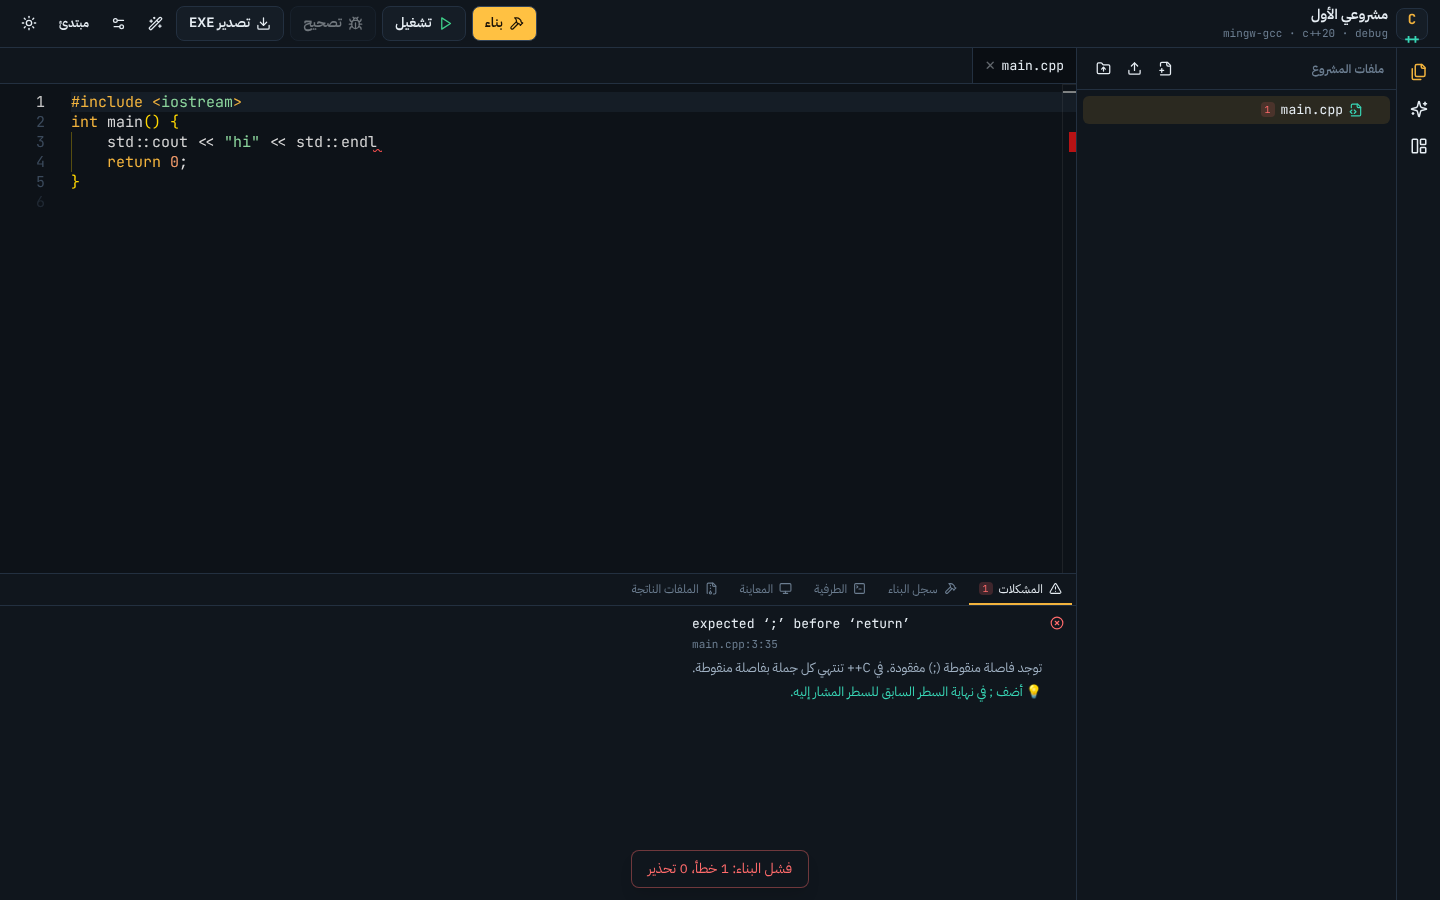 مشروعي الأول
mingw-gcc · c++20 · debug
C
++
بناء
تشغيل
تصحيح
تصدير EXE
مبتدئ
ملفات المشروع
main.cpp 1
main.cpp ×
1 #include <iostream>
2 int main() {
3 std::cout << "hi" << std::endl
4 return 0;
5 }
6
المشكلات 1
سجل البناء
الطرفية
المعاينة
الملفات الناتجة
expected ‘;’ before ‘return’
main.cpp:3:35
توجد فاصلة منقوطة (;) مفقودة. في C++ تنتهي كل جملة بفاصلة منقوطة.
💡 أضف ; في نهاية السطر السابق للسطر المشار إليه.
فشل البناء: 1 خطأ، 0 تحذير